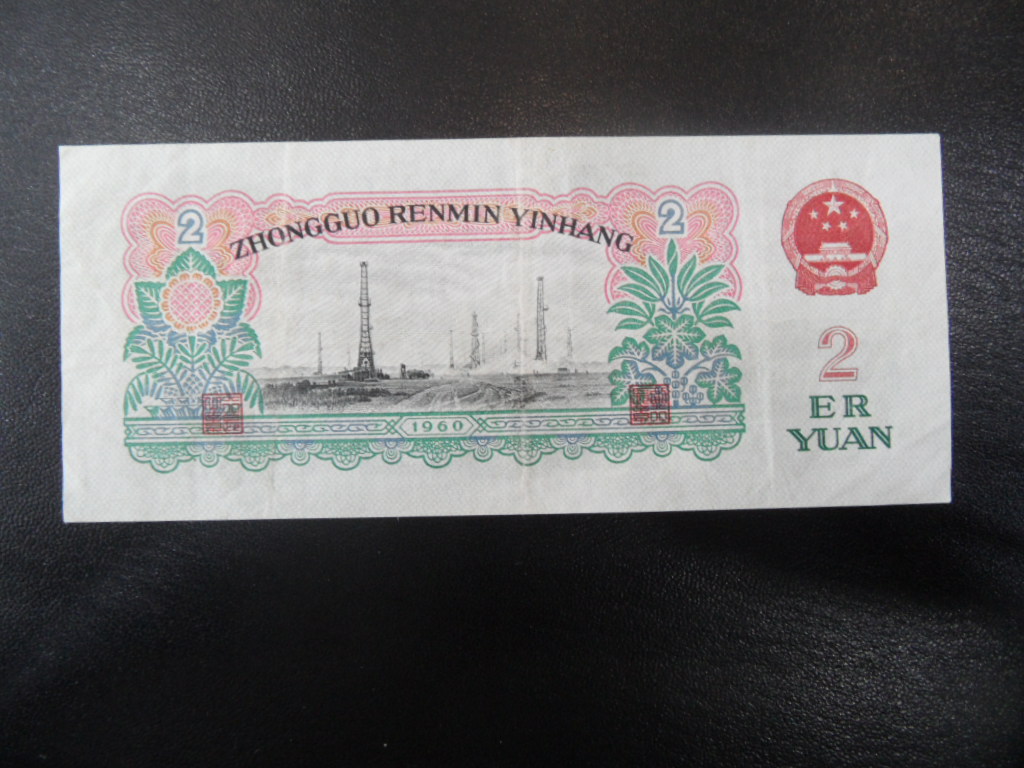 2
ZHONGGUO RENMIN YINHANG
2
1960
2
ER
YUAN